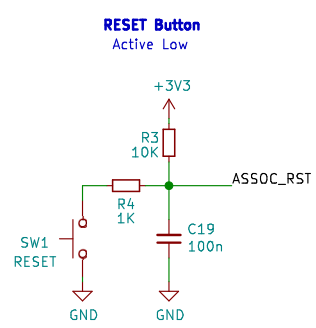 RESET Button
Active Low
+3V3
R3
10K
ASSOC_RST
R4
1K
C19
100n
SW1
RESET
GND
GND